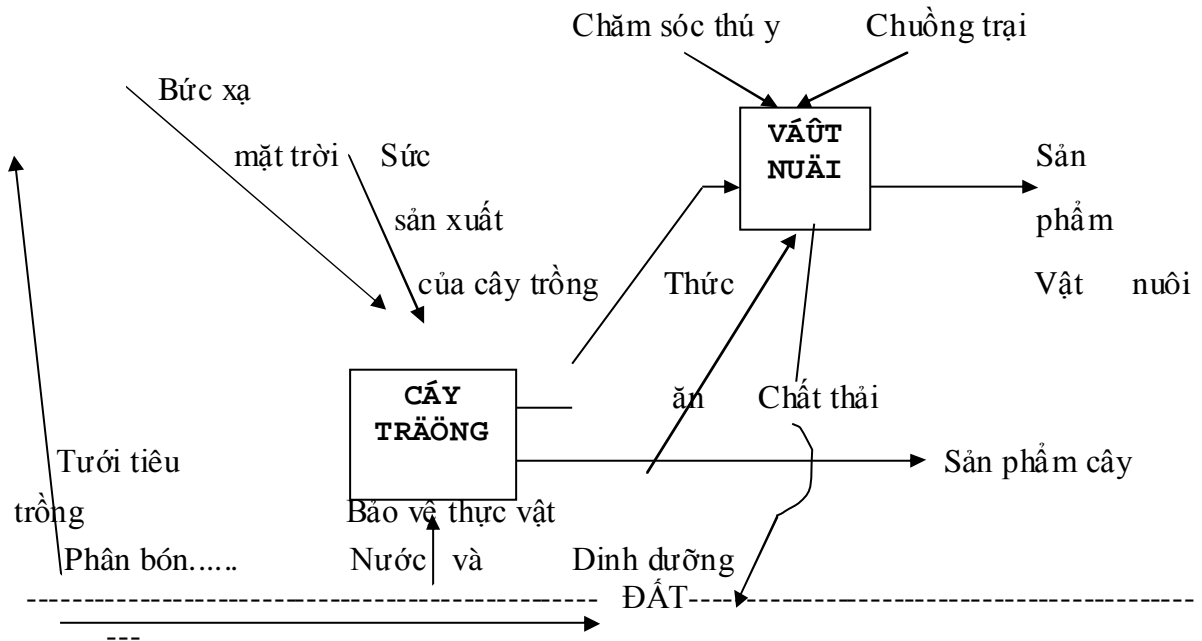 Chăm sóc thú y Chuồng trại
Bức xạ
VÁÛT
NUÄI
mặt trời Sức Sản
sản xuất phẩm
của cây trồng Thức Vật nuôi
CÁY
TRÄÖNG
ăn Chất thải
Tưới tiêu Sản phẩm cây
trồng Bảo vệ thực vật
Phân bón...... Nước và Dinh dưỡng
ĐẤT